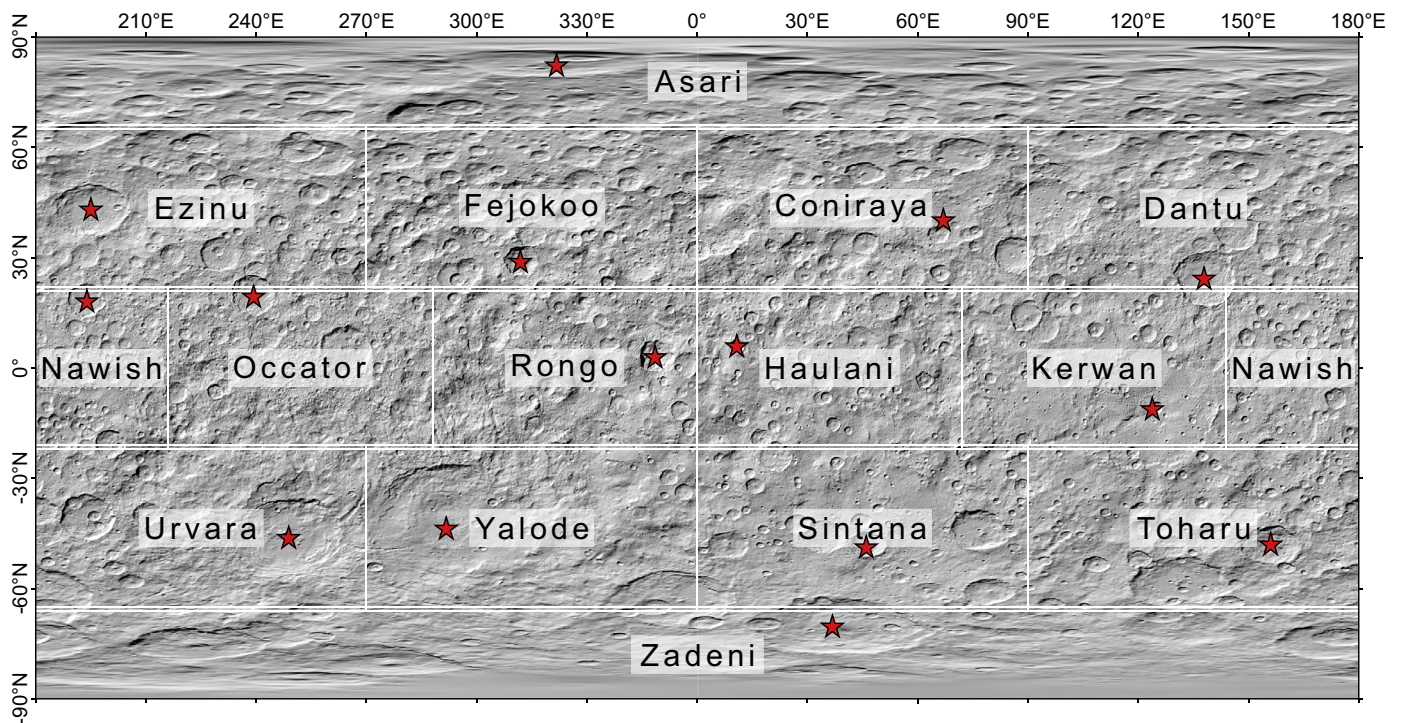 210°E 240°E 270°E 300°E 330°E 0° 30°E 60°E 90°E 120°E 150°E 180°E
90°N
Asari
60°N
Ezinu Fejokoo Coniraya Dantu
30°N
Nawish Occator Rongo Haulani Kerwan Nawish
0°
-30°N
Urvara Yalode Sintana Toharu
-60°N
Zadeni
-90°N